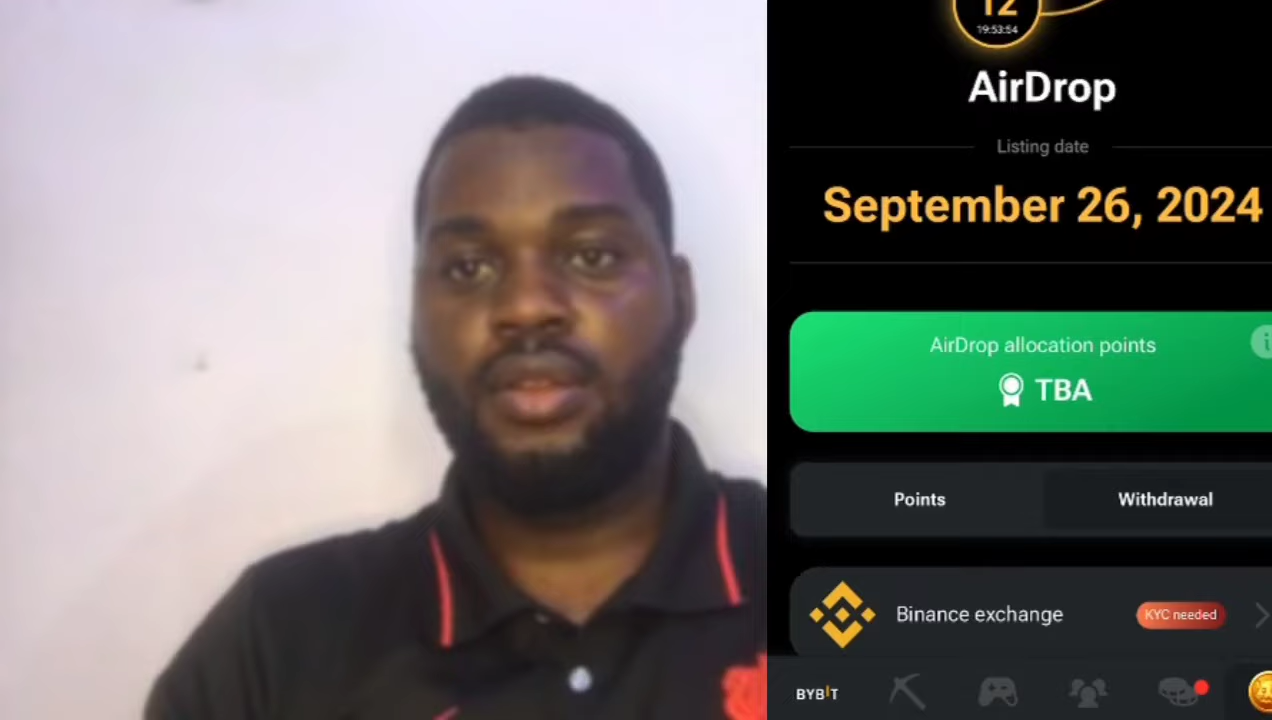 12
19:53:54
AirDrop
Listing date
September 26, 2024
AirDrop allocation points
TBA
Points
Withdrawal
Binance exchange
KYC needed
BYBIT